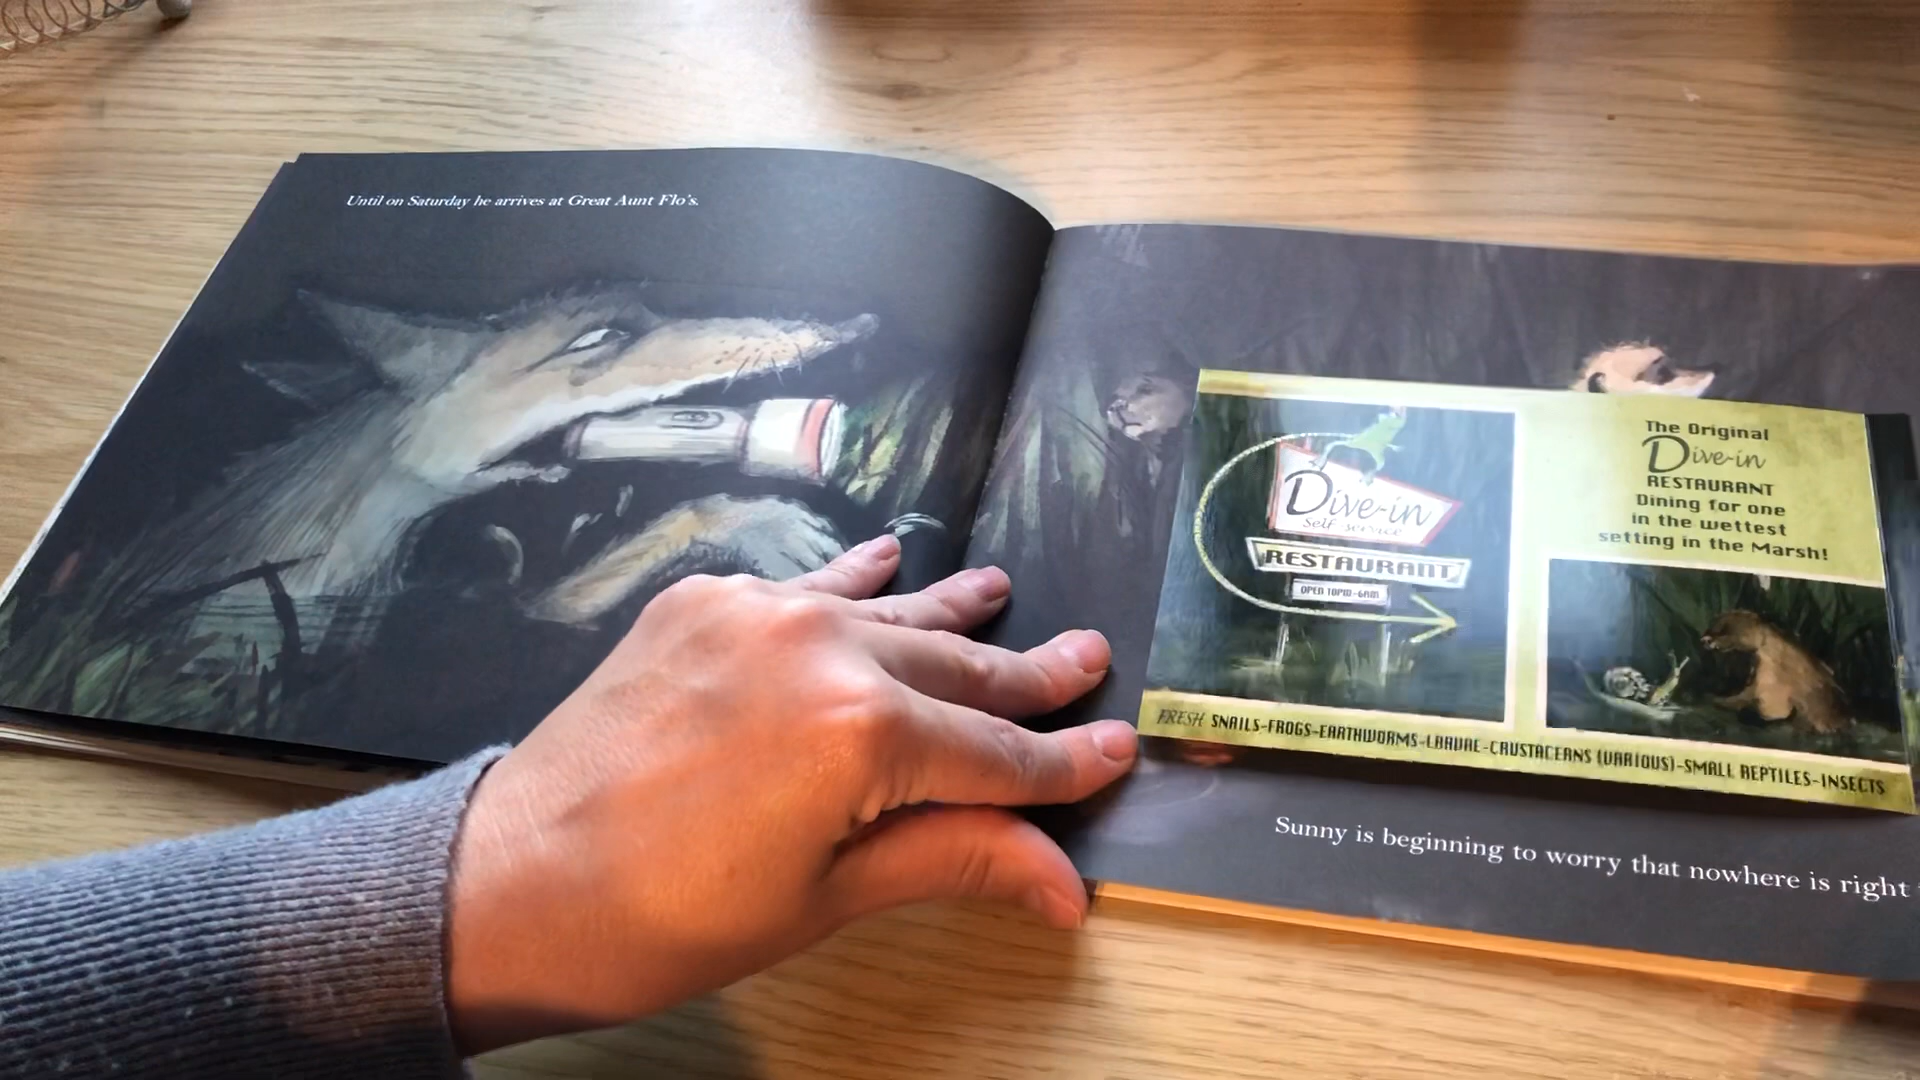 Until on Saturday he arrives at Great Aunt Flo's.
Dive-in
Self-service
RESTAURANT
OPEN 10PM-6AM
The Original
Dive-in
RESTAURANT
Dining for one
in the wettest
setting in the Marsh!
FRESH SNAILS-FROGS-EARTHWORMS-LARVAE-CRUSTACEANS (VARIOUS)-SMALL REPTILES-INSECTS
Sunny is beginning to worry that nowhere is right